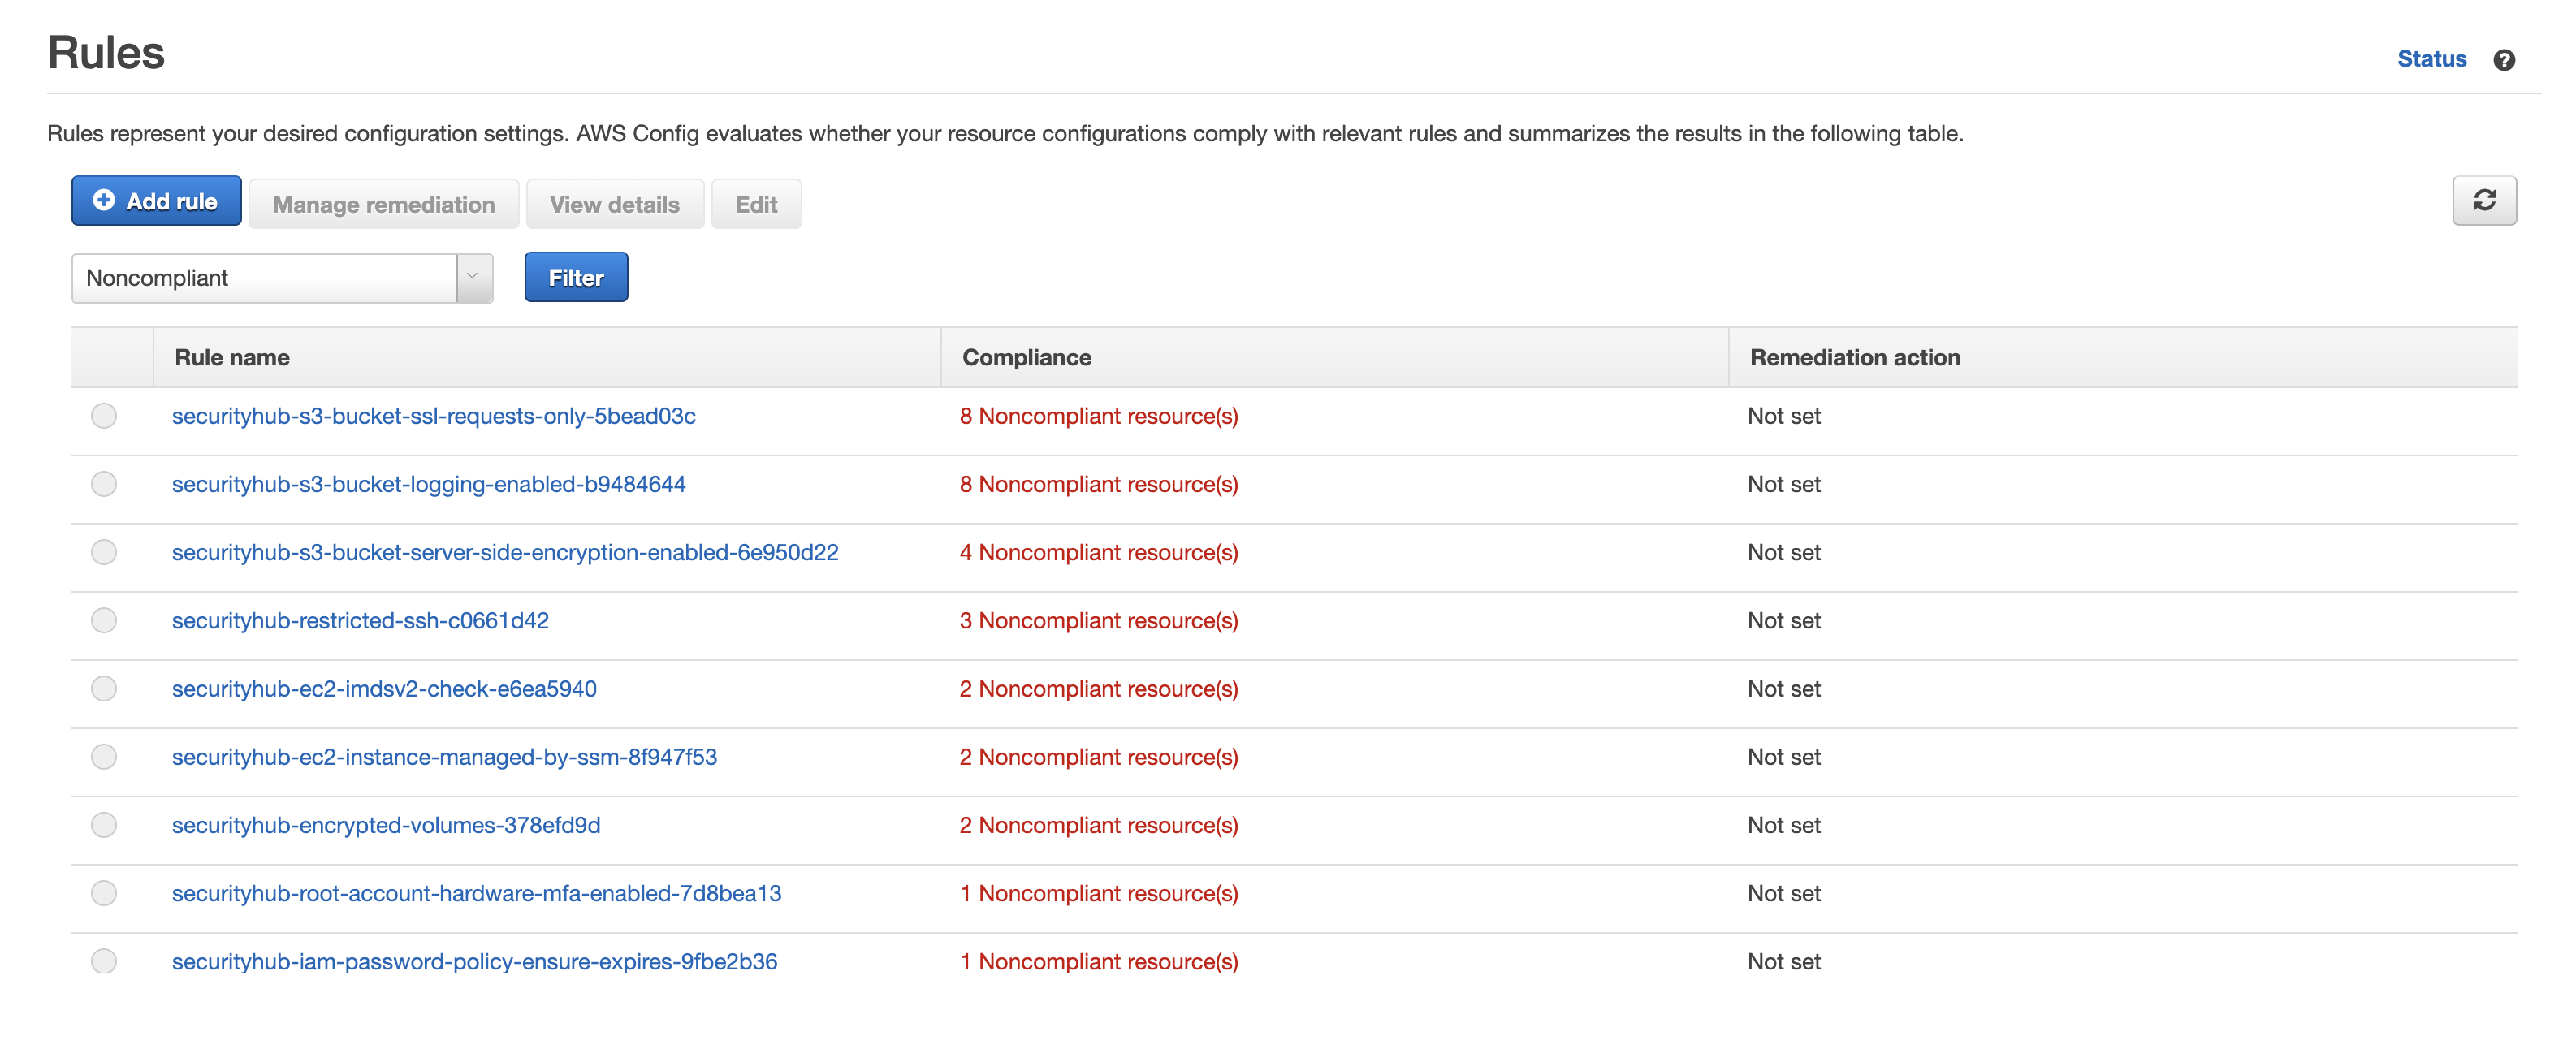 Rules
Status
Rules represent your desired configuration settings. AWS Config evaluates whether your resource configurations comply with relevant rules and summarizes the results in the following table.
Add rule Manage remediation View details Edit
Noncompliant Filter
Rule name Compliance Remediation action
securityhub-s3-bucket-ssl-requests-only-5bead03c 8 Noncompliant resource(s) Not set
securityhub-s3-bucket-logging-enabled-b9484644 8 Noncompliant resource(s) Not set
securityhub-s3-bucket-server-side-encryption-enabled-6e950d22 4 Noncompliant resource(s) Not set
securityhub-restricted-ssh-c0661d42 3 Noncompliant resource(s) Not set
securityhub-ec2-imdsv2-check-e6ea5940 2 Noncompliant resource(s) Not set
securityhub-ec2-instance-managed-by-ssm-8f947f53 2 Noncompliant resource(s) Not set
securityhub-encrypted-volumes-378efd9d 2 Noncompliant resource(s) Not set
securityhub-root-account-hardware-mfa-enabled-7d8bea13 1 Noncompliant resource(s) Not set
securityhub-iam-password-policy-ensure-expires-9fbe2b36 1 Noncompliant resource(s) Not set